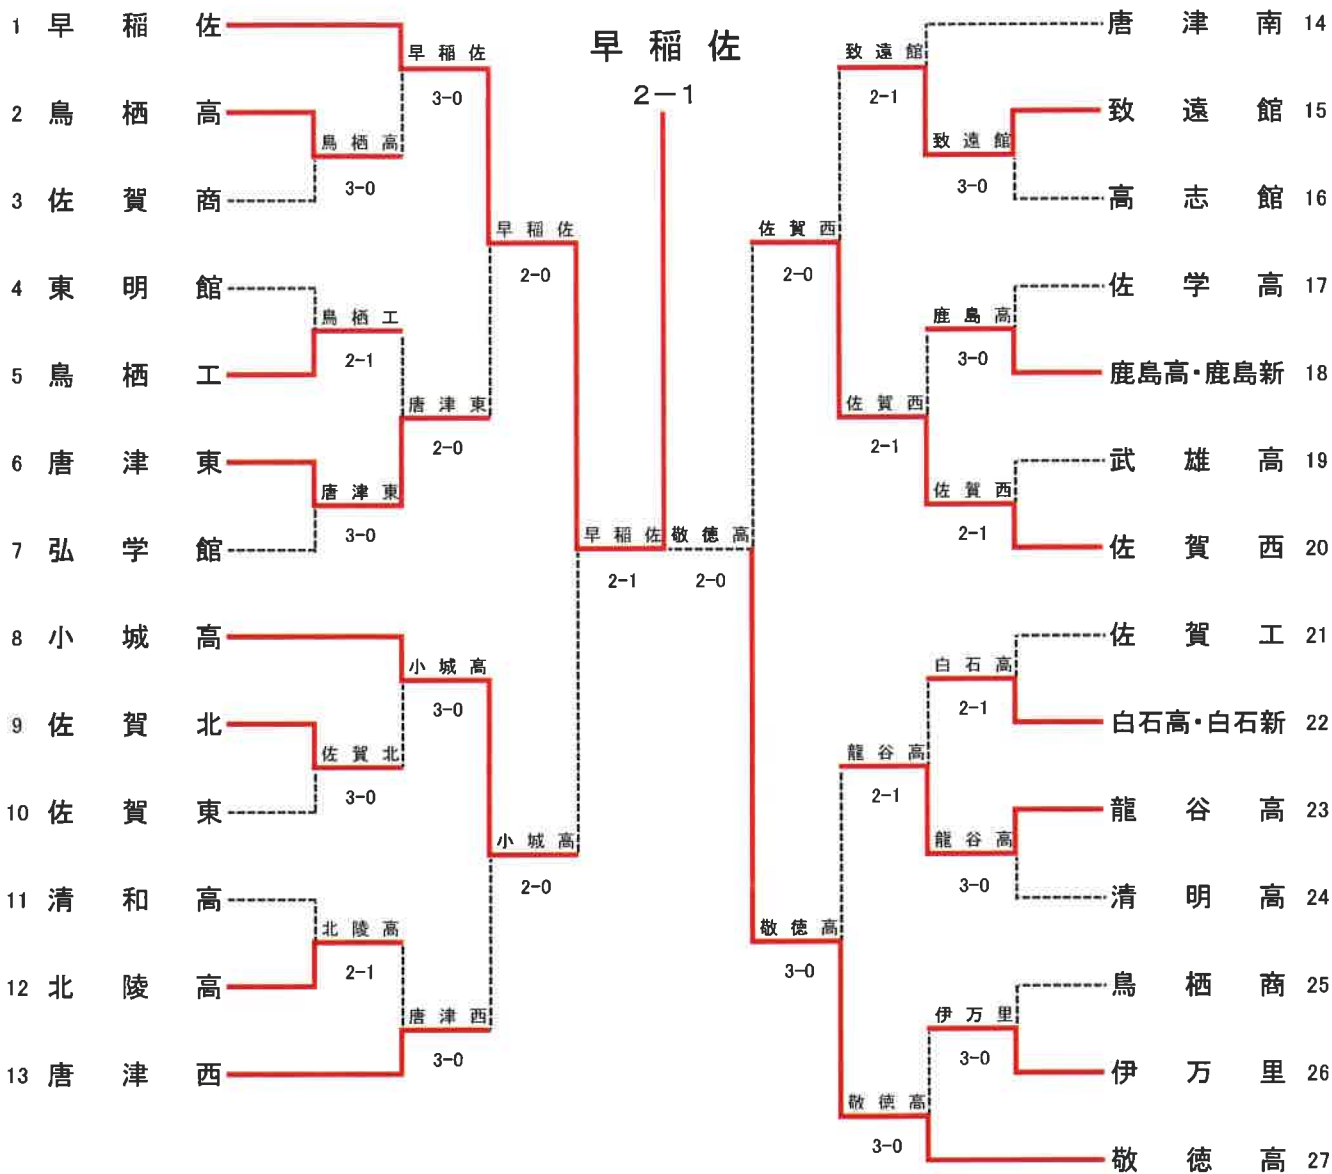 早稲佐
2-1
1 早稲佐
2 鳥栖高
3 佐賀商
4 東明館
5 鳥栖工
6 唐津東
7 弘学館
8 小城高
9 佐賀北
10 佐賀東
11 清和高
12 北陵高
13 唐津西
鳥栖高
3-0
鳥栖工
2-1
唐津東
3-0
佐賀北
3-0
北陵高
2-1
早稲佐
3-0
唐津東
2-0
小城高
3-0
唐津西
3-0
早稲佐
2-0
小城高
2-0
早稲佐
2-1
敬徳高
2-0
佐賀西
2-0
敬徳高
3-0
致遠館
2-1
佐賀西
2-1
龍谷高
2-1
敬徳高
3-0
致遠館
3-0
鹿島高
3-0
佐賀西
2-1
白石高
2-1
龍谷高
3-0
伊万里
3-0
唐津南 14
致遠館 15
高志館 16
佐学高 17
鹿島高・鹿島新 18
武雄高 19
佐賀西 20
佐賀工 21
白石高・白石新 22
龍谷高 23
清明高 24
鳥栖商 25
伊万里 26
敬徳高 27